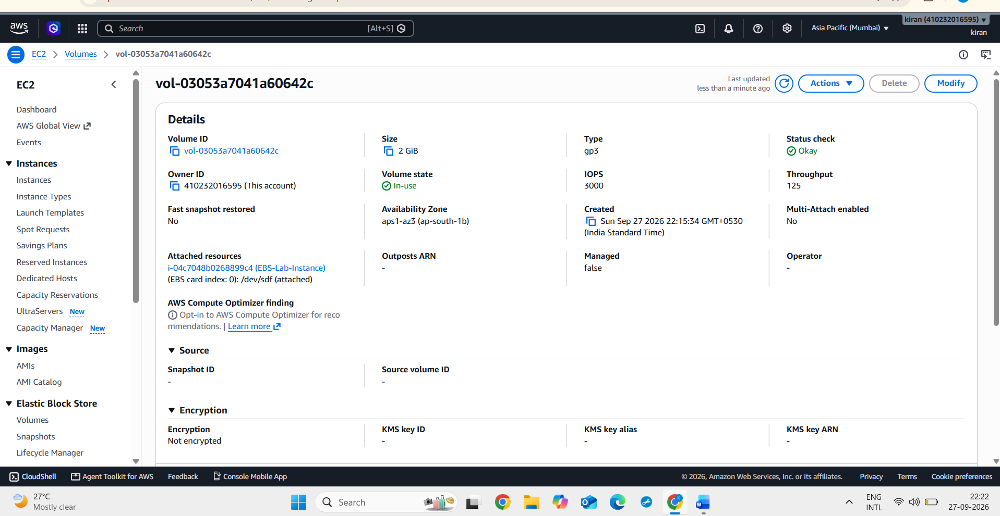 aws
Search
[Alt+S]
Asia Pacific (Mumbai)
kiran (410232016595)
kiran
EC2
Volumes
vol-03053a7041a60642c
EC2
Dashboard
AWS Global View
Events
Instances
Instances
Instance Types
Launch Templates
Spot Requests
Savings Plans
Reserved Instances
Dedicated Hosts
Capacity Reservations
UltraServers New
Capacity Manager New
Images
AMIs
AMI Catalog
Elastic Block Store
Volumes
Snapshots
Lifecycle Manager
vol-03053a7041a60642c
Last updated
less than a minute ago
Actions
Delete
Modify
Details
Volume ID
vol-03053a7041a60642c
Size
2 GiB
Type
gp3
Status check
Okay
Owner ID
410232016595 (This account)
Volume state
In-use
IOPS
3000
Throughput
125
Fast snapshot restored
No
Availability Zone
aps1-az3 (ap-south-1b)
Created
Sun Sep 27 2026 22:15:34 GMT+0530
(India Standard Time)
Multi-Attach enabled
No
Attached resources
i-04c7048b0268899c4 (EBS-Lab-Instance)
(EBS card index: 0): /dev/sdf (attached)
Outposts ARN
-
Managed
false
Operator
-
AWS Compute Optimizer finding
Opt-in to AWS Compute Optimizer for reco
mmendations. | Learn more
Source
Snapshot ID
-
Source volume ID
-
Encryption
Encryption
Not encrypted
KMS key ID
-
KMS key alias
-
KMS key ARN
-
CloudShell
Agent Toolkit for AWS
Feedback
Console Mobile App
© 2026, Amazon Web Services, Inc. or its affiliates.
Privacy
Terms
Cookie preferences
27°C
Mostly clear
Search
ENG
INTL
22:22
27-09-2026